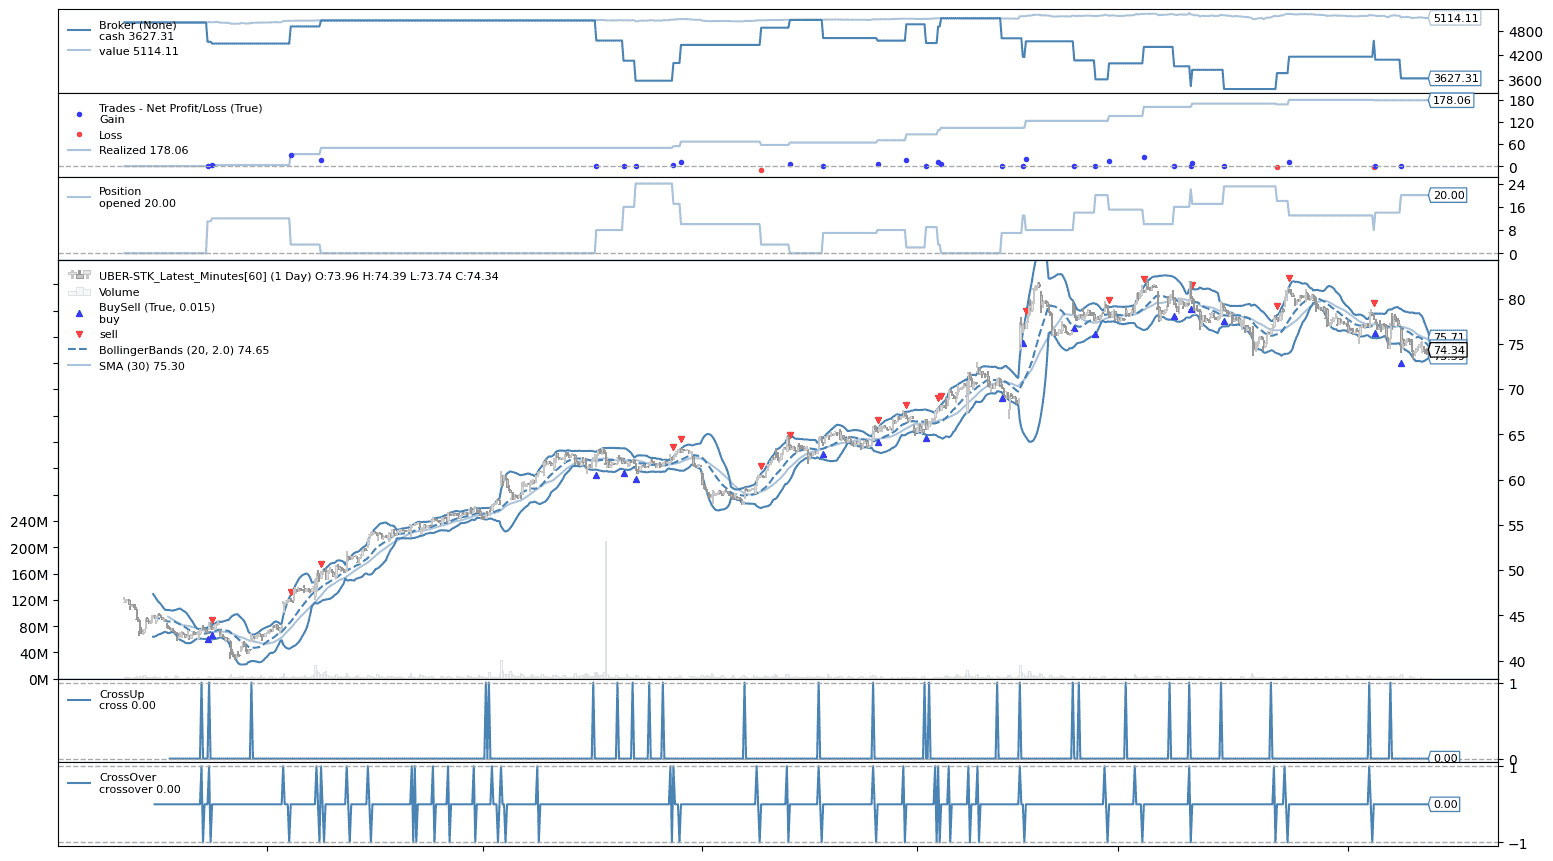 Broker (None)
cash 3627.31
value 5114.11
5114.11
4800
4200
3627.31
3600
Trades - Net Profit/Loss (True)
Gain
Loss
Realized 178.06
178.06
180
120
60
0
Position
opened 20.00
24
20.00
16
8
0
UBER-STK_Latest_Minutes[60] (1 Day) O:73.96 H:74.39 L:73.74 C:74.34
Volume
BuySell (True, 0.015)
buy
sell
BollingerBands (20, 2.0) 74.65
SMA (30) 75.30
80
75.71
75
74.34
70
65
60
55
50
45
40
240M
200M
160M
120M
80M
40M
0M
CrossUp
cross 0.00
1
0.00
0
CrossOver
crossover 0.00
1
0.00
−1